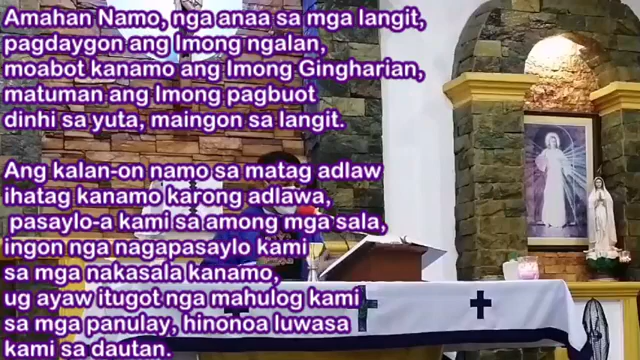 Amahan Namo, nga anaa sa mga langit,
pagdaygon ang Imong ngalan,
moabot kanamo ang Imong Gingharian,
matuman ang Imong pagbuot
dinhi sa yuta, maingon sa langit.
Ang kalan-on namo sa matag adlaw
ihatag kanamo karong adlawa,
pasaylo-a kami sa among mga sala,
ingon nga nagapasaylo kami
sa mga nakasala kanamo,
ug ayaw itugot nga mahulog kami
sa mga panulay, hinonoa luwasa
kami sa dautan.